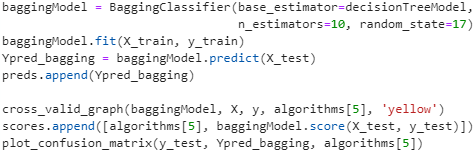 baggingModel = BaggingClassifier(base_estimator=decisionTreeModel,
n_estimators=10, random_state=17)
baggingModel.fit(X_train, y_train)
Ypred_bagging = baggingModel.predict(X_test)
preds.append(Ypred_bagging)
cross_valid_graph(baggingModel, X, y, algorithms[5], 'yellow')
scores.append([algorithms[5], baggingModel.score(X_test, y_test)])
plot_confusion_matrix(y_test, Ypred_bagging, algorithms[5])